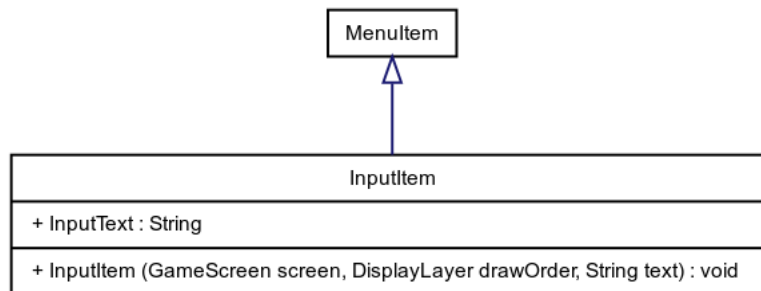 MenuItem
InputItem
+ InputText : String
+ InputItem (GameScreen screen, DisplayLayer drawOrder, String text) : void